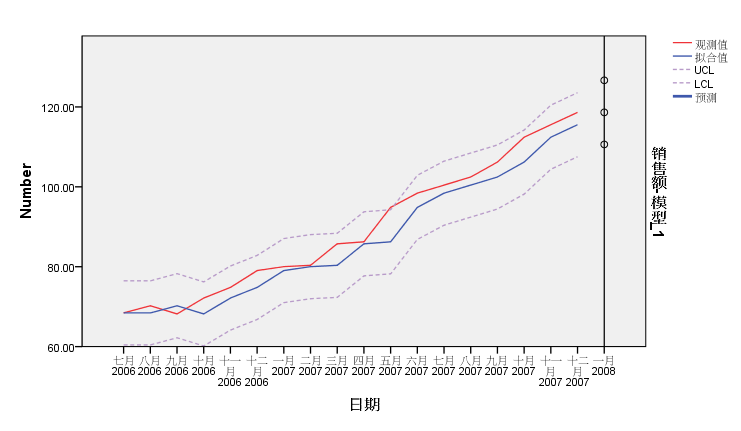 观测值
拟合值
UCL
LCL
预测
120.00
100.00
80.00
60.00
Number
销售额-模型_1
七月 八月 九月 十月 十一 十二 一月 二月 三月 四月 五月 六月 七月 八月 九月 十月 十一 十二 一月
2006 2006 2006 2006 月 月 2007 2007 2007 2007 2007 2007 2007 2007 2007 2007 月 月 2008
2006 2006 2007 2007
日期